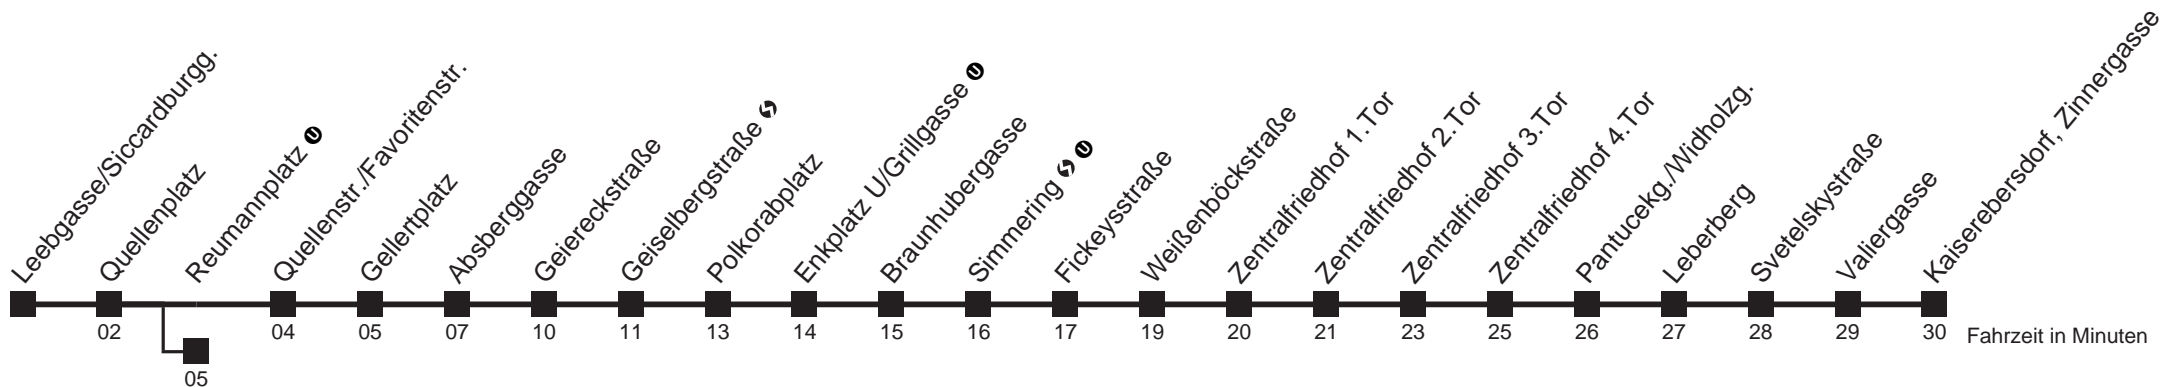 Leebgasse/Siccardburgg.
Quellenplatz
Reumannplatz U
Quellenstr./Favoritenstr.
Gellertplatz
Absberggasse
Geiereckstraße
Geiselbergstraße
Polkorabplatz
Enkplatz U/Grillgasse U
Braunhubergasse
Simmering U
Fickeysstraße
Weißenböckstraße
Zentralfriedhof 1.Tor
Zentralfriedhof 2.Tor
Zentralfriedhof 3.Tor
Zentralfriedhof 4.Tor
Pantucekg./Widholzg.
Leberberg
Svetelskystraße
Valiergasse
Kaiserebersdorf, Zinnergasse
02 04 05 07 10 11 13 14 15 16 17 19 20 21 23 25 26 27 28 29 30 Fahrzeit in Minuten
05